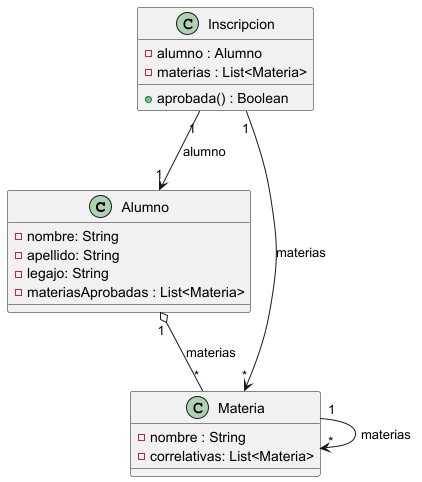 C Inscripcion
alumno : Alumno
materias : List<Materia>
aprobada() : Boolean
1
1
alumno
1
C Alumno
nombre: String
apellido: String
legajo: String
materiasAprobadas : List<Materia>
materias
1
materias
*
*
C Materia
nombre : String
correlativas: List<Materia>
1
materias
*